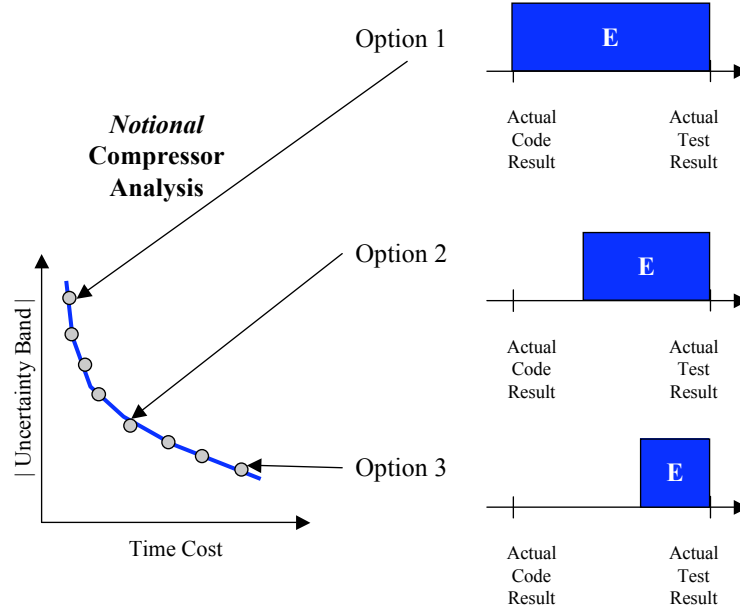 Option 1
E
Actual
Code
Result
Actual
Test
Result
Notional
Compressor
Analysis
Option 2
E
Actual
Code
Result
Actual
Test
Result
| Uncertainty Band |
Option 3
E
Actual
Code
Result
Actual
Test
Result
Time Cost